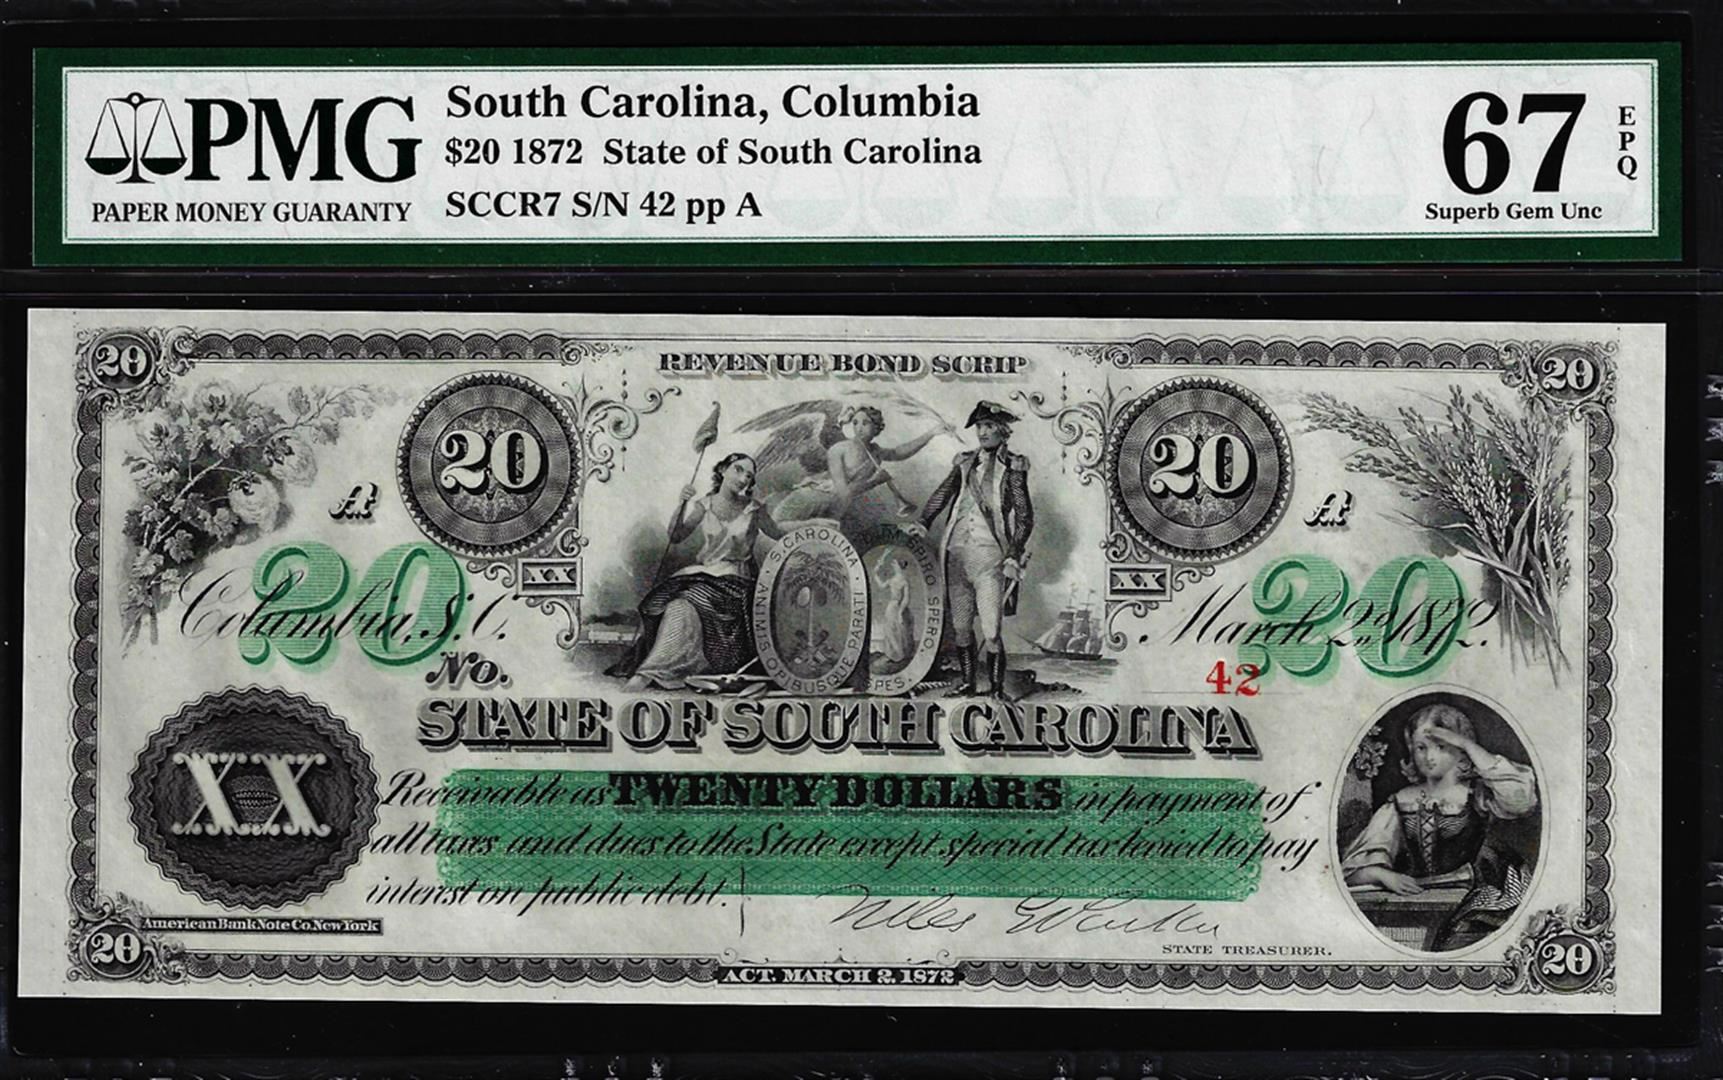 PMG
PAPER MONEY GUARANTY
South Carolina, Columbia
$20 1872 State of South Carolina
SCCR7 S/N 42 pp A
67
EPQ
Superb Gem Unc
20 REVENUE BOND SCRIP 20
20 20
A A
S. CAROLINA · ANIMIS OPIBUSQUE PARATI ·
DUM SPIRO SPERO SPES
XX XX
20 20
Columbia, S.C. March 2nd 1872.
No. 42
STATE OF SOUTH CAROLINA
XX
Receivable as TWENTY DOLLARS in payment of
all taxes and dues to the State except special tax levied to pay
interest on public debt.
Niles G Parker
American Bank Note Co. New York
STATE TREASURER.
20 ACT. MARCH 2, 1872 20